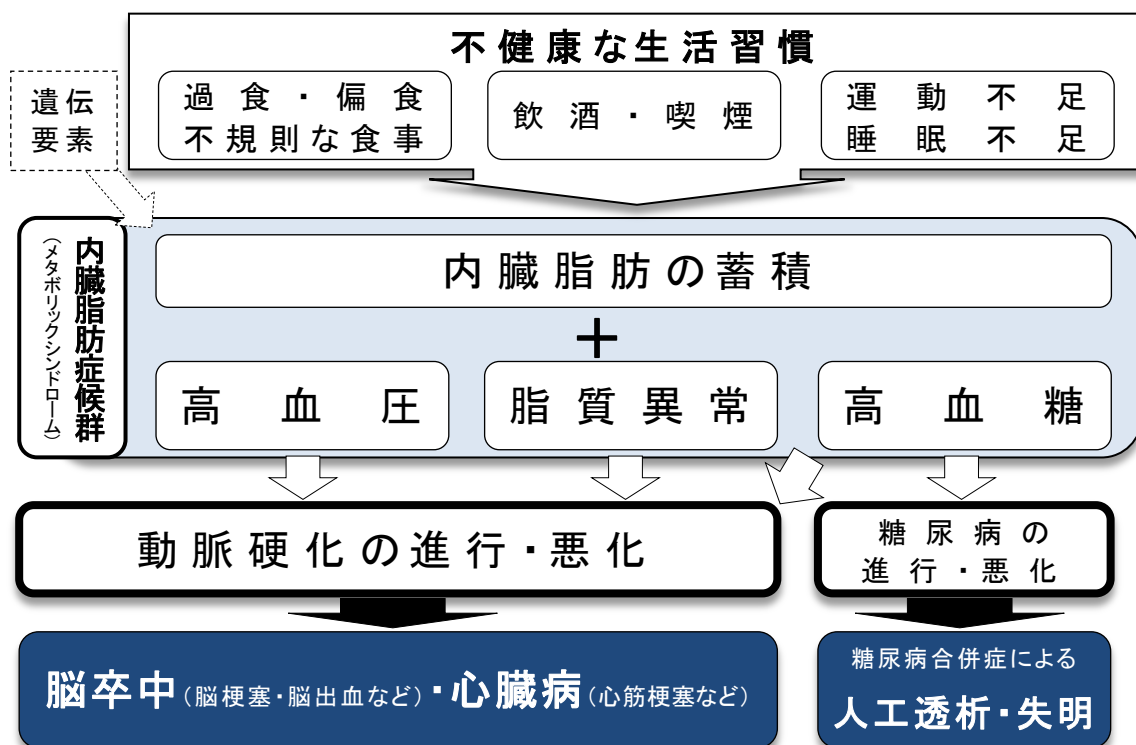 不健康な生活習慣
遺伝
要素
過食・偏食
不規則な食事
飲酒・喫煙
運動不足
睡眠不足
内臓脂肪症候群
（メタボリックシンドローム）
内臓脂肪の蓄積
＋
高血圧
脂質異常
高血糖
動脈硬化の進行・悪化
糖尿病の
進行・悪化
脳卒中（脳梗塞・脳出血など）・心臓病（心筋梗塞など）
糖尿病合併症による
人工透析・失明